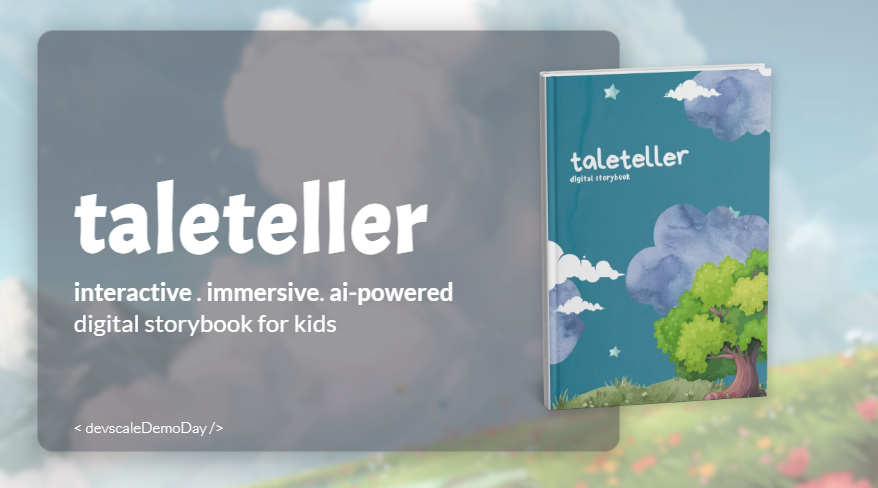 taleteller
interactive . immersive. ai-powered
digital storybook for kids
< devscaleDemoDay />
taleteller
digital storybook